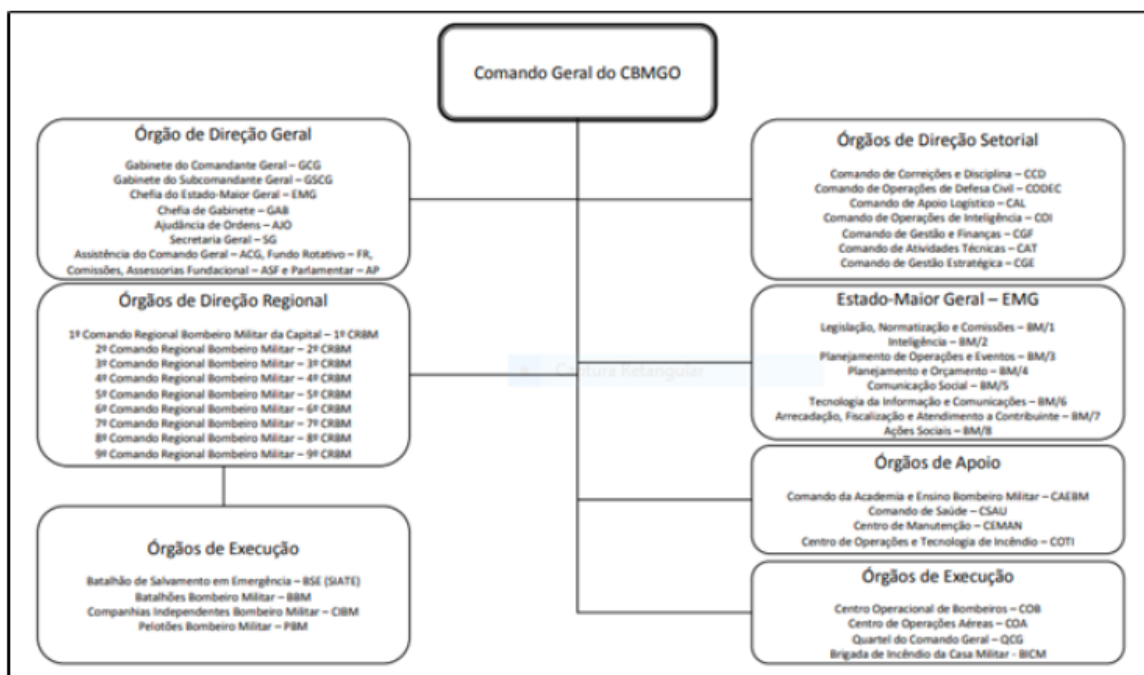 Comando Geral do CBMGO
Órgão de Direção Geral
Gabinete do Comandante Geral – GCG
Gabinete do Subcomandante Geral – GSCG
Chefia do Estado-Maior Geral – EMG
Chefia de Gabinete – GAB
Ajudância de Ordens – AJO
Secretaria Geral – SG
Assistência do Comando Geral – ACG, Fundo Rotativo – FR,
Comissões, Assessorias Fundacional – ASF e Parlamentar – AP
Órgãos de Direção Setorial
Comando de Correições e Disciplina – CCD
Comando de Operações de Defesa Civil – CODEC
Comando de Apoio Logístico – CAL
Comando de Operações de Inteligência – COI
Comando de Gestão e Finanças – CGF
Comando de Atividades Técnicas – CAT
Comando de Gestão Estratégica – CGE
Órgãos de Direção Regional
1º Comando Regional Bombeiro Militar da Capital – 1º CRBM
2º Comando Regional Bombeiro Militar – 2º CRBM
3º Comando Regional Bombeiro Militar – 3º CRBM
4º Comando Regional Bombeiro Militar – 4º CRBM
5º Comando Regional Bombeiro Militar – 5º CRBM
6º Comando Regional Bombeiro Militar – 6º CRBM
7º Comando Regional Bombeiro Militar – 7º CRBM
8º Comando Regional Bombeiro Militar – 8º CRBM
9º Comando Regional Bombeiro Militar – 9º CRBM
Estado-Maior Geral – EMG
Legislação, Normatização e Comissões – BM/1
Inteligência – BM/2
Planejamento de Operações e Eventos – BM/3
Planejamento e Orçamento – BM/4
Comunicação Social – BM/5
Tecnologia da Informação e Comunicações – BM/6
Arrecadação, Fiscalização e Atendimento a Contribuinte – BM/7
Ações Sociais – BM/8
Captura Retangular
Órgãos de Apoio
Comando da Academia e Ensino Bombeiro Militar – CAEBM
Comando de Saúde – CSAU
Centro de Manutenção – CEMAN
Centro de Operações e Tecnologia de Incêndio – COTI
Órgãos de Execução
Batalhão de Salvamento em Emergência – BSE (SIATE)
Batalhões Bombeiro Militar – BBM
Companhias Independentes Bombeiro Militar – CIBM
Pelotões Bombeiro Militar – PBM
Órgãos de Execução
Centro Operacional de Bombeiros – COB
Centro de Operações Aéreas – COA
Quartel do Comando Geral – QCG
Brigada de Incêndio da Casa Militar - BICM